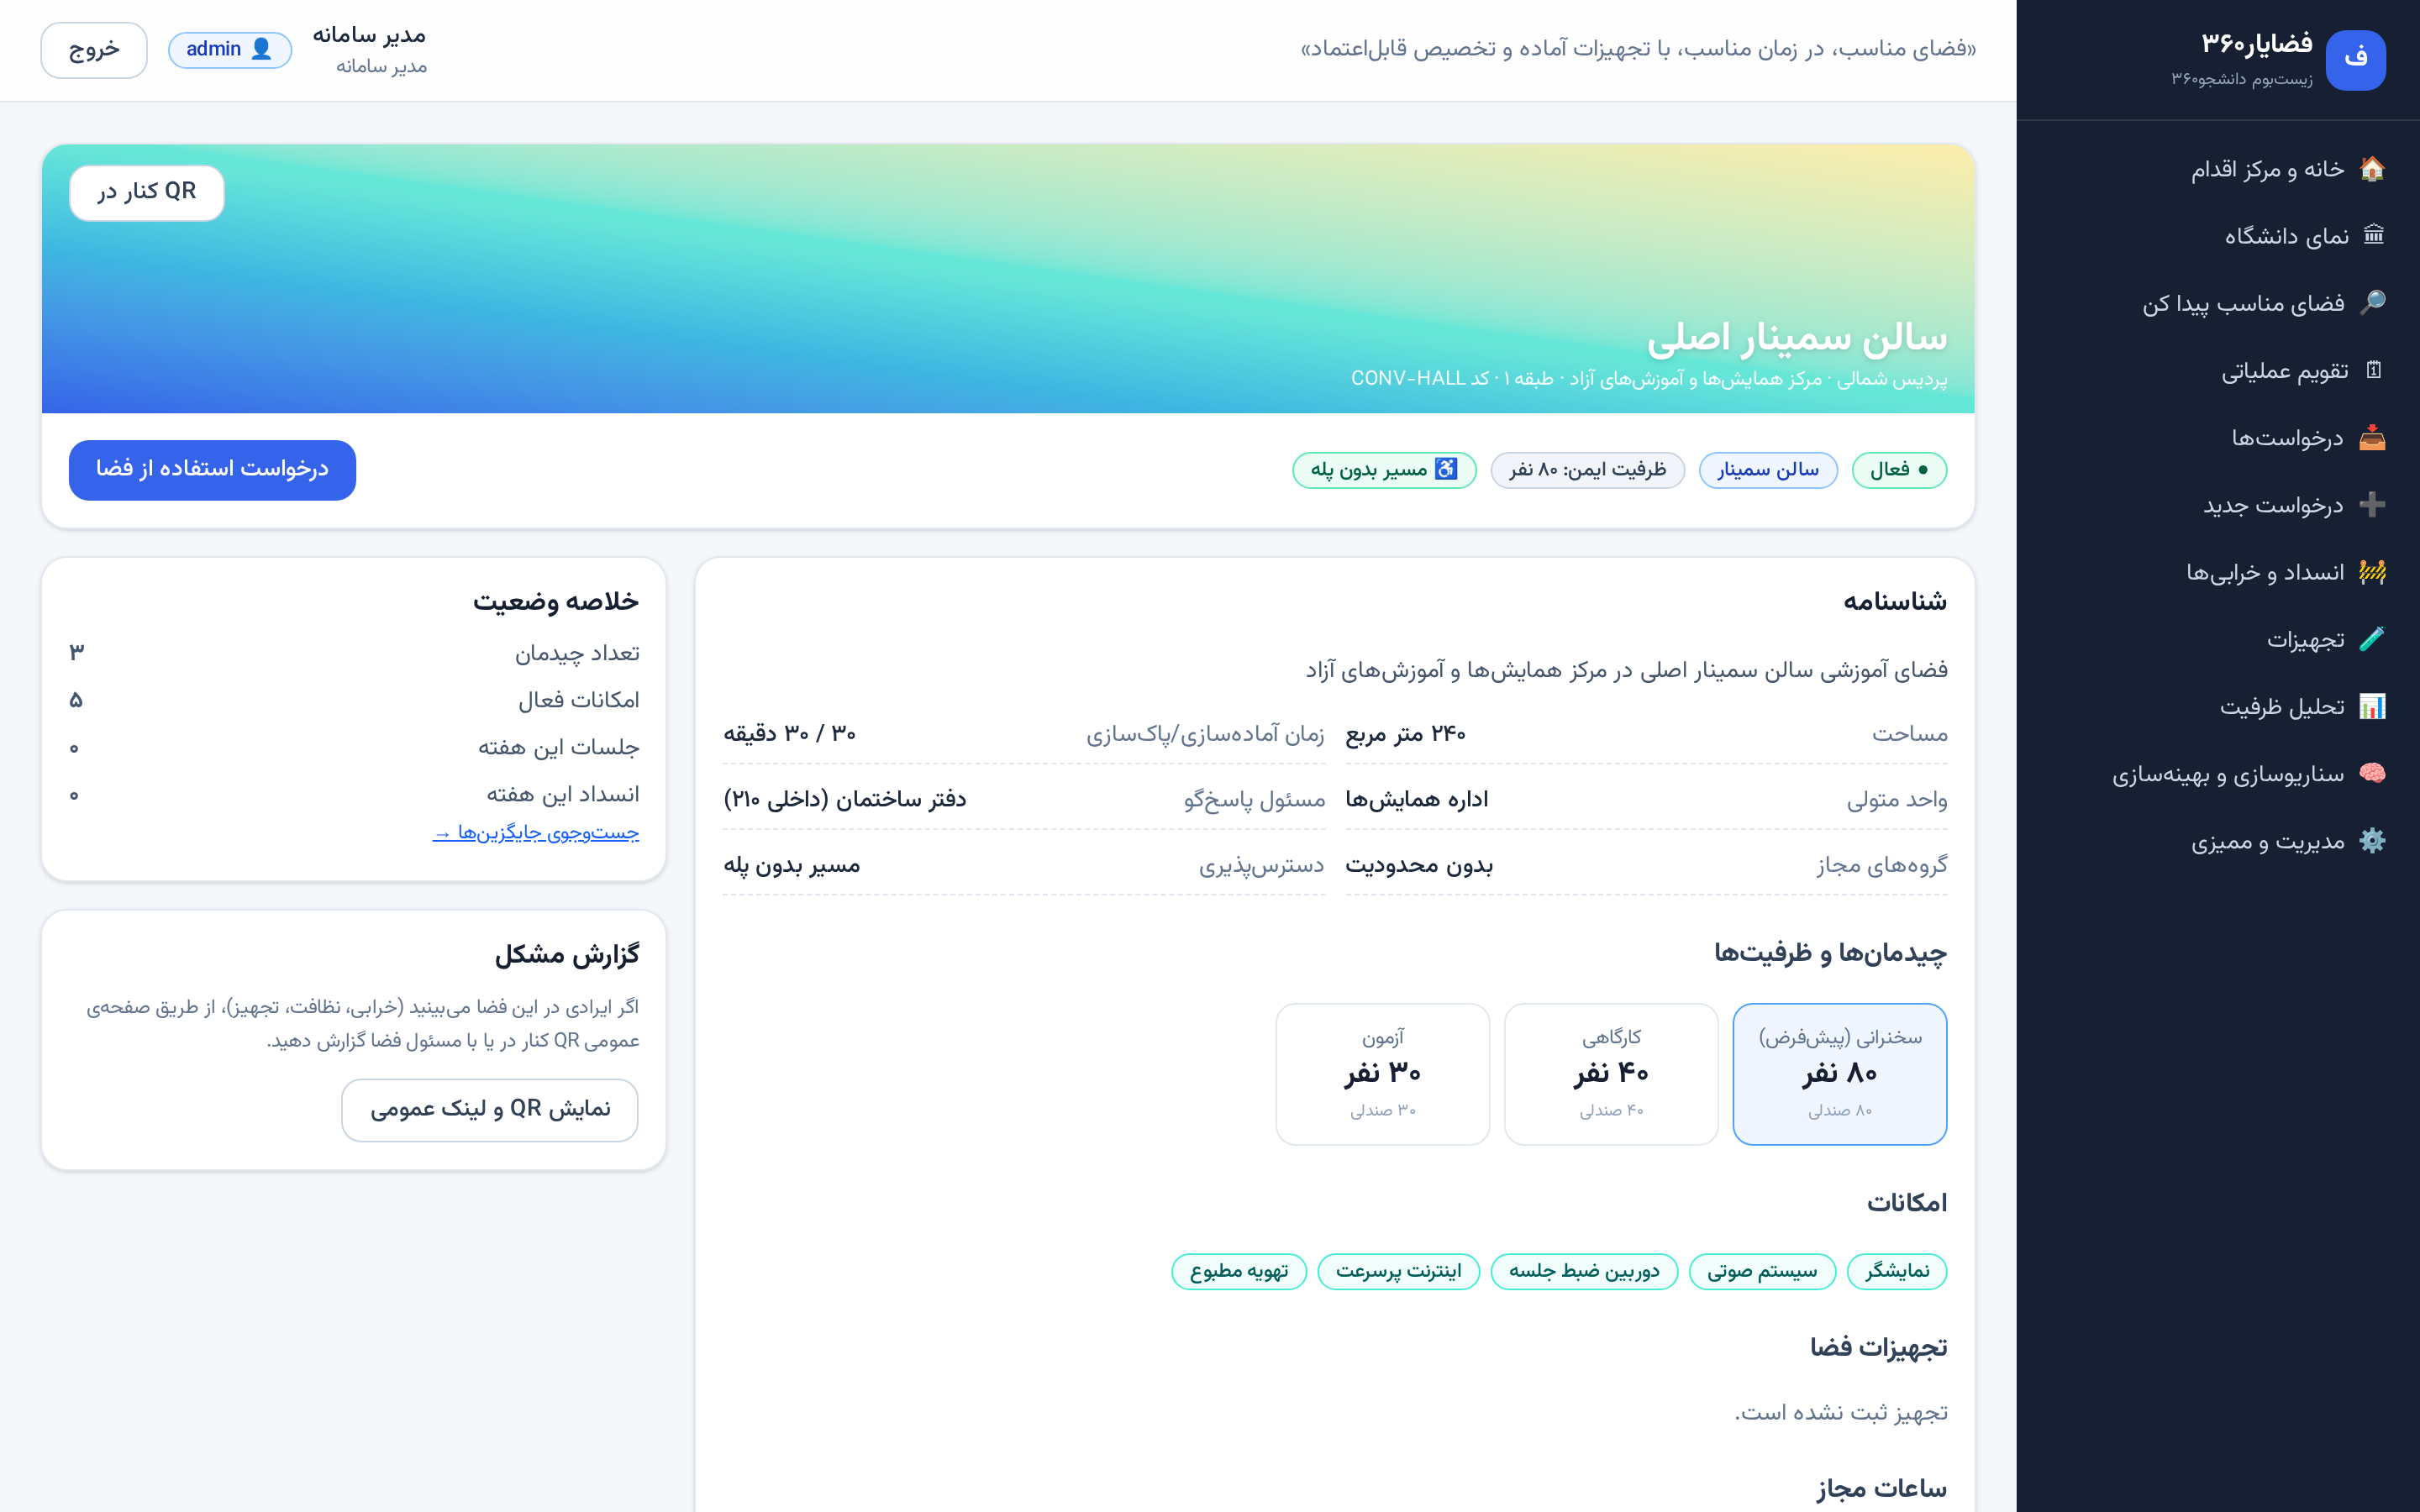 ف
فضایار۳۶۰
زیست‌بوم دانشجو۳۶۰
خانه و مرکز اقدام
نمای دانشگاه
فضای مناسب پیدا کن
تقویم عملیاتی
درخواست‌ها
درخواست جدید
انسداد و خرابی‌ها
تجهیزات
تحلیل ظرفیت
سناریوسازی و بهینه‌سازی
مدیریت و ممیزی
«فضای مناسب، در زمان مناسب، با تجهیزات آماده و تخصیص قابل‌اعتماد»
مدیر سامانه
مدیر سامانه
admin
خروج
QR کنار در
سالن سمینار اصلی
پردیس شمالی · مرکز همایش‌ها و آموزش‌های آزاد · طبقه ۱ · کد CONV-HALL
● فعال
سالن سمینار
ظرفیت ایمن: ۸۰ نفر
♿ مسیر بدون پله
درخواست استفاده از فضا
شناسنامه
فضای آموزشی سالن سمینار اصلی در مرکز همایش‌ها و آموزش‌های آزاد
مساحت ۲۴۰ متر مربع
زمان آماده‌سازی/پاک‌سازی ۳۰ / ۳۰ دقیقه
واحد متولی اداره همایش‌ها
مسئول پاسخ‌گو دفتر ساختمان (داخلی ۲۱۰)
گروه‌های مجاز بدون محدودیت
دسترس‌پذیری مسیر بدون پله
چیدمان‌ها و ظرفیت‌ها
سخنرانی (پیش‌فرض)
۸۰ نفر
۸۰ صندلی
کارگاهی
۴۰ نفر
۴۰ صندلی
آزمون
۳۰ نفر
۳۰ صندلی
امکانات
نمایشگر
سیستم صوتی
دوربین ضبط جلسه
اینترنت پرسرعت
تهویه مطبوع
تجهیزات فضا
تجهیز ثبت نشده است.
ساعات مجاز
خلاصه وضعیت
تعداد چیدمان ۳
امکانات فعال ۵
جلسات این هفته ۰
انسداد این هفته ۰
جست‌وجوی جایگزین‌ها →
گزارش مشکل
اگر ایرادی در این فضا می‌بینید (خرابی، نظافت، تجهیز)، از طریق صفحه‌ی
عمومی QR کنار در یا با مسئول فضا گزارش دهید.
نمایش QR و لینک عمومی